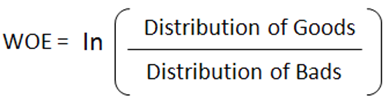 Distribution of Goods
WOE = ln
Distribution of Bads